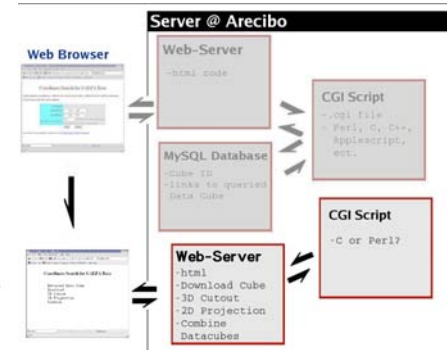 Server @ Arecibo
Web Browser
Web-Server
-html code
CGI Script
-.cgi file
- Perl, C, C++,
Applescript,
ect.
MySQL Database
-Cube ID
-links to queried
Data Cube
CGI Script
-C or Perl?
Web-Server
-html
-Download Cube
-3D Cutout
-2D Projection
-Combine
Datacubes